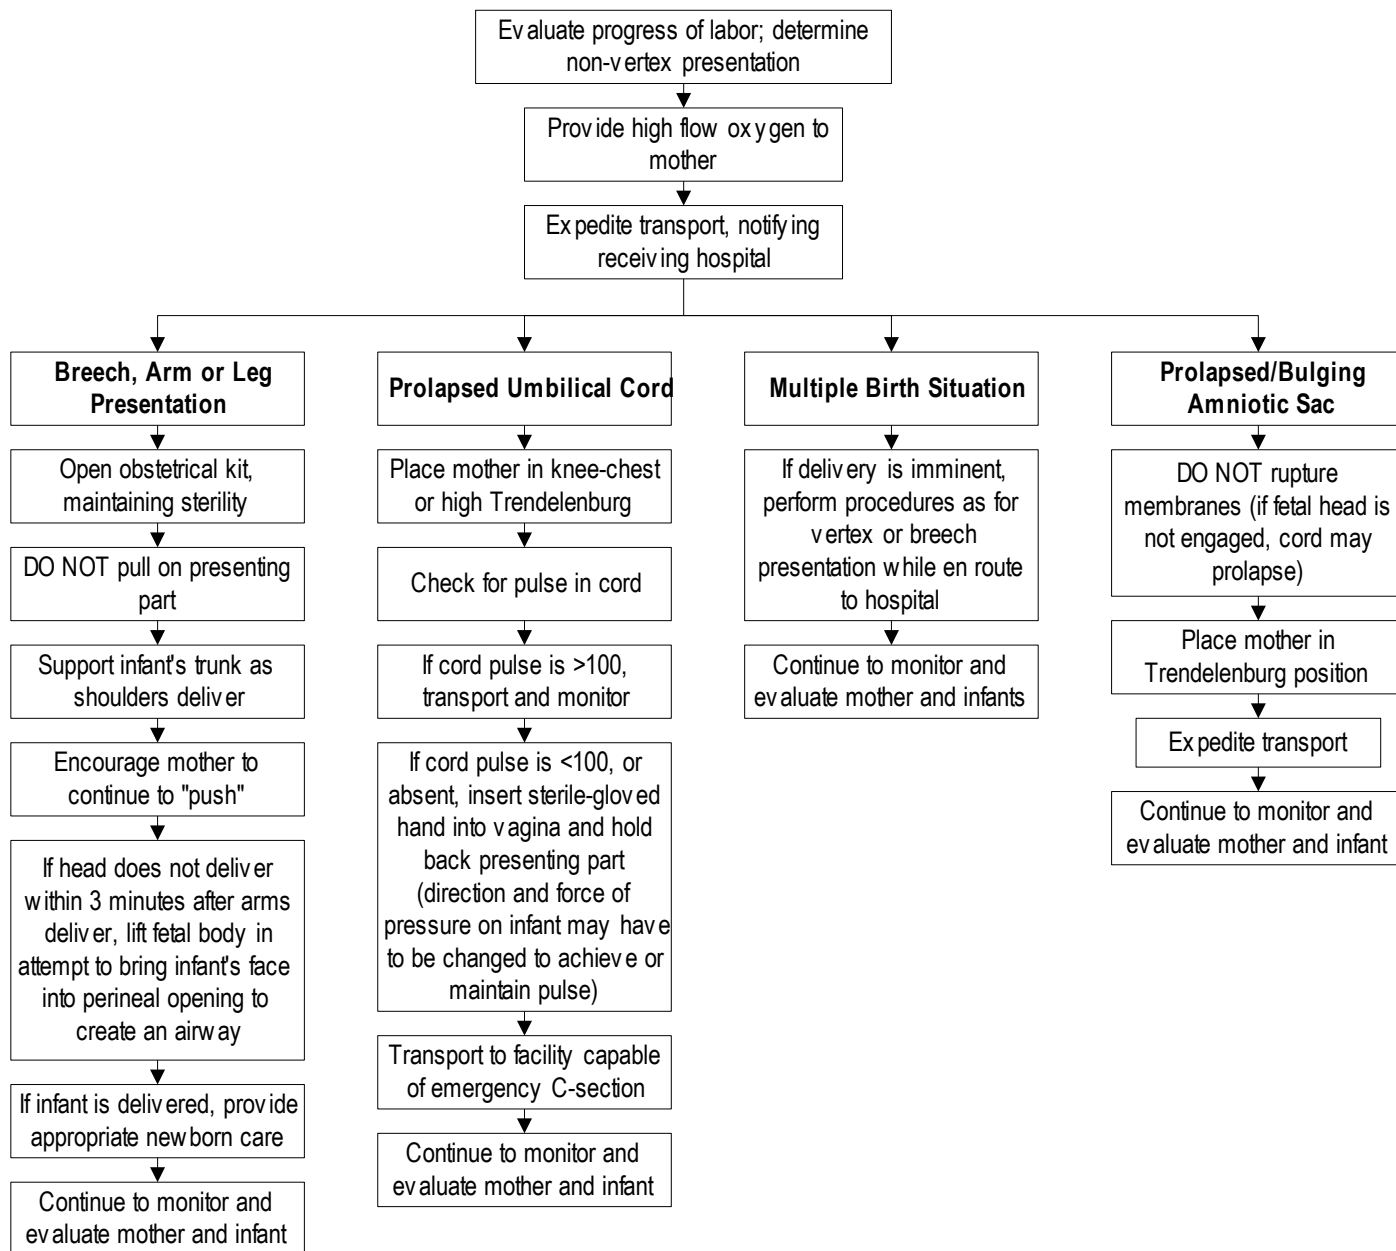 Evaluate progress of labor; determine
non-vertex presentation
Provide high flow oxygen to
mother
Expedite transport, notifying
receiving hospital
Breech, Arm or Leg
Presentation
Open obstetrical kit,
maintaining sterility
DO NOT pull on presenting
part
Support infant's trunk as
shoulders deliver
Encourage mother to
continue to "push"
If head does not deliver
within 3 minutes after arms
deliver, lift fetal body in
attempt to bring infant's face
into perineal opening to
create an airway
If infant is delivered, provide
appropriate newborn care
Continue to monitor and
evaluate mother and infant
Prolapsed Umbilical Cord
Place mother in knee-chest
or high Trendelenburg
Check for pulse in cord
If cord pulse is >100,
transport and monitor
If cord pulse is <100, or
absent, insert sterile-gloved
hand into vagina and hold
back presenting part
(direction and force of
pressure on infant may have
to be changed to achieve or
maintain pulse)
Transport to facility capable
of emergency C-section
Continue to monitor and
evaluate mother and infant
Multiple Birth Situation
If delivery is imminent,
perform procedures as for
vertex or breech
presentation while en route
to hospital
Continue to monitor and
evaluate mother and infants
Prolapsed/Bulging
Amniotic Sac
DO NOT rupture
membranes (if fetal head is
not engaged, cord may
prolapse)
Place mother in
Trendelenburg position
Expedite transport
Continue to monitor and
evaluate mother and infant